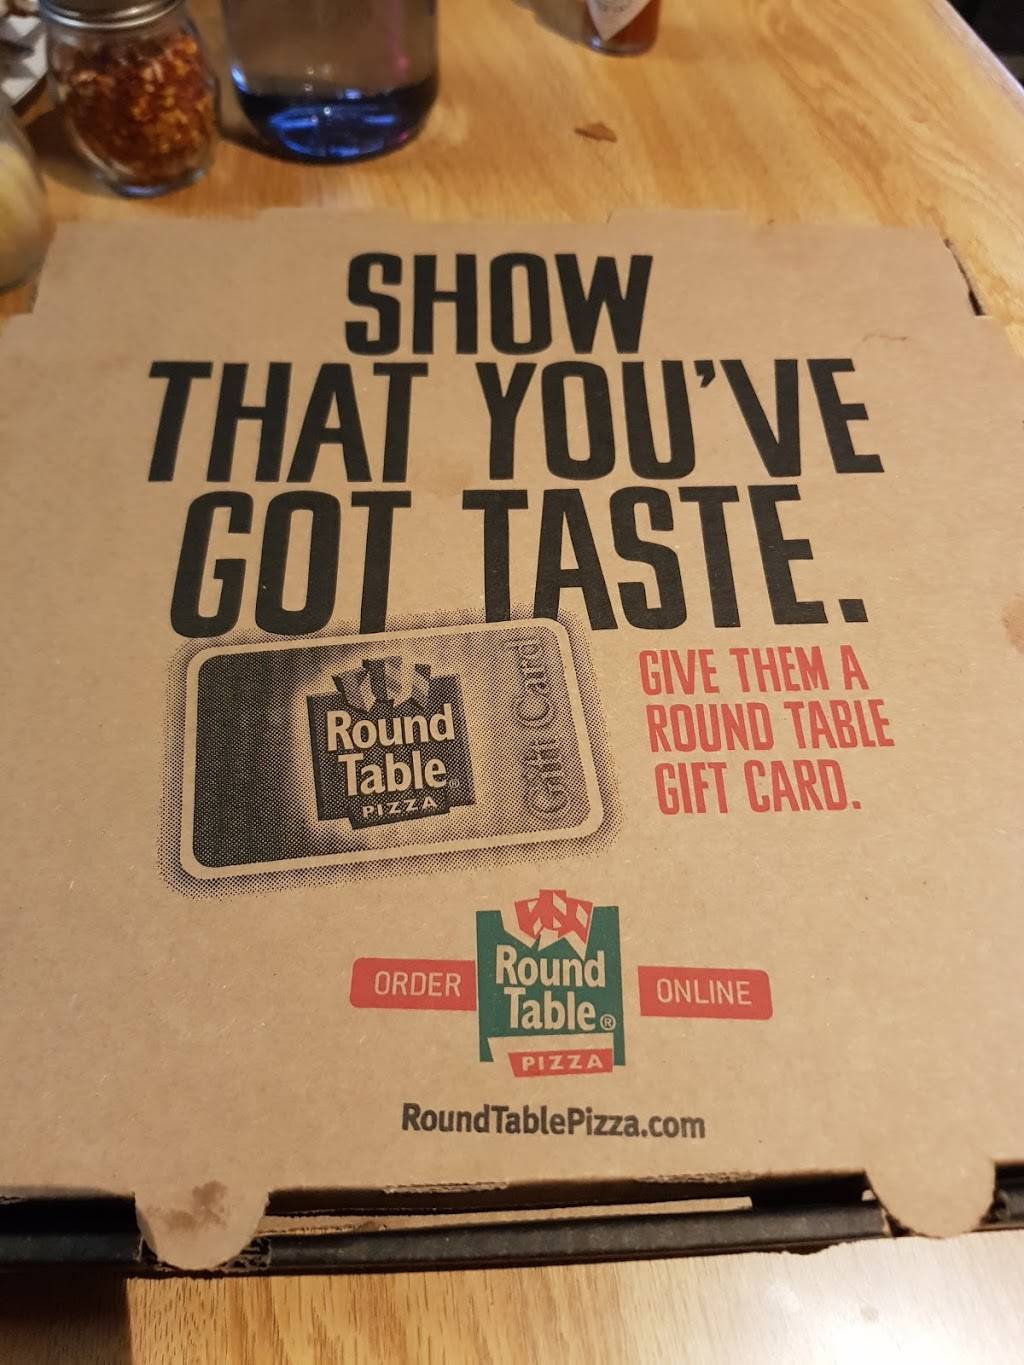 SHOW
THAT YOU'VE
GOT TASTE.
GIVE THEM A
ROUND TABLE
GIFT CARD.
Round
Table®
PIZZA
Gift Card
ORDER
Round
Table®
PIZZA
ONLINE
RoundTablePizza.com